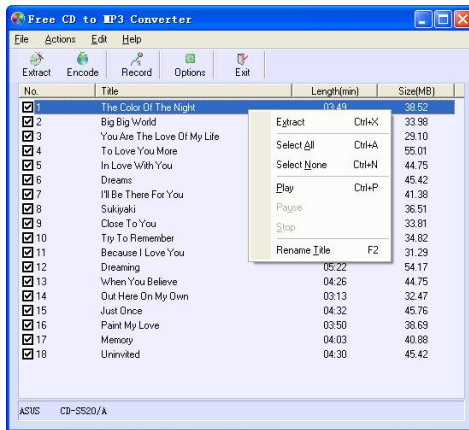 Free CD to MP3 Converter
File Actions Edit Help
Extract Encode Record Options Exit
No. Title Length(min) Size(MB)
1 The Color Of The Night 03:49 38.52
2 Big Big World 33.98
3 You Are The Love Of My Life 29.10
4 To Love You More 55.01
5 In Love With You 44.75
6 Dreams 45.42
7 I'll Be There For You 41.38
8 Sukiyaki 36.51
9 Close To You 33.81
10 Try To Remember 34.82
11 Because I Love You 31.29
12 Dreaming 05:22 54.17
13 When You Believe 04:26 44.75
14 Out Here On My Own 03:13 32.47
15 Just Once 04:32 45.76
16 Paint My Love 03:50 38.69
17 Memory 04:03 40.88
18 Uninvited 04:30 45.42
Extract Ctrl+X
Select All Ctrl+A
Select None Ctrl+N
Play Ctrl+P
Pause
Stop
Rename Title F2
ASUS CD-S520/A